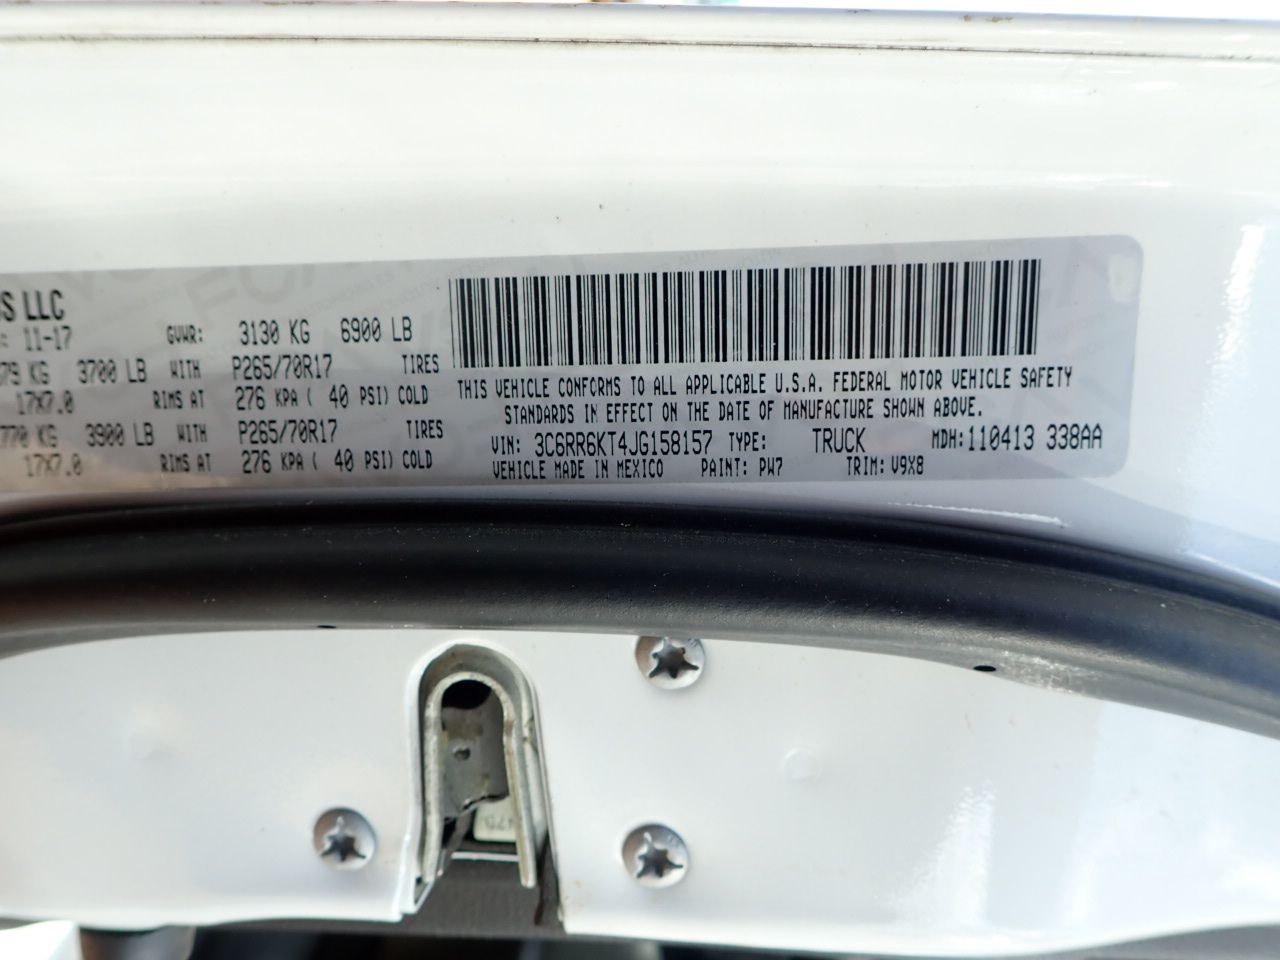 S LLC
11-17 GVWR: 3130 KG 6900 LB
79 KG 3700 LB WITH P265/70R17 TIRES
17X7.0 RIMS AT 276 KPA ( 40 PSI) COLD
770 KG 3900 LB WITH P265/70R17 TIRES
17X7.0 RIMS AT 276 KPA ( 40 PSI) COLD
THIS VEHICLE CONFORMS TO ALL APPLICABLE U.S.A. FEDERAL MOTOR VEHICLE SAFETY
STANDARDS IN EFFECT ON THE DATE OF MANUFACTURE SHOWN ABOVE.
VIN: 3C6RR6KT4JG158157 TYPE: TRUCK MDH: 110413 338AA
VEHICLE MADE IN MEXICO PAINT: PW7 TRIM: V9X8